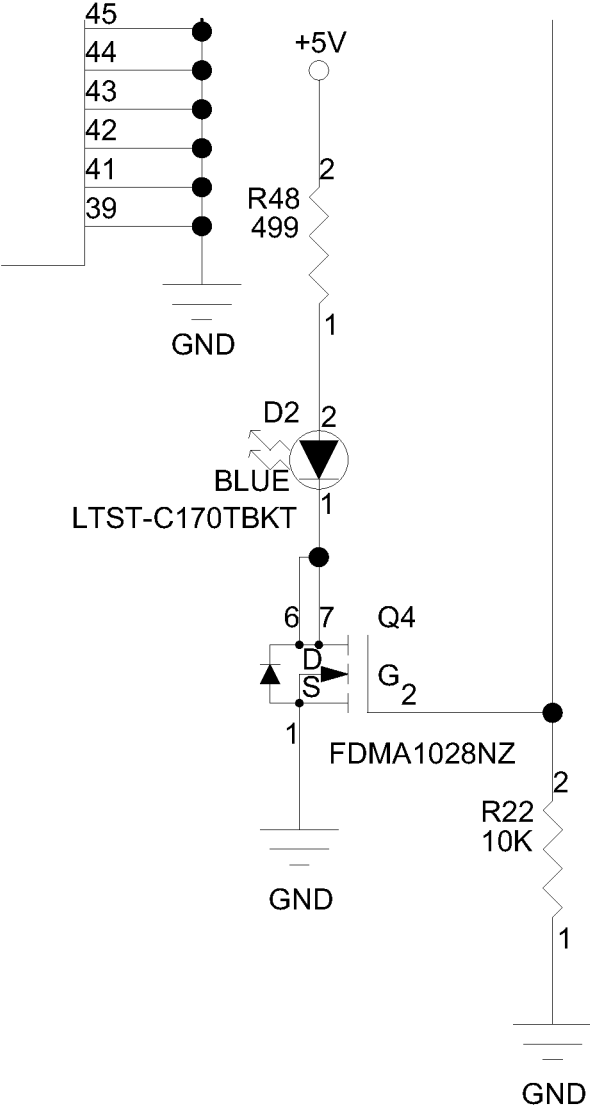 45
44
43
42
41
39
GND
+5V
2
R48
499
1
D2
2
BLUE
1
LTST-C170TBKT
6 7
Q4
D
G
S
2
1
FDMA1028NZ
GND
2
R22
10K
1
GND